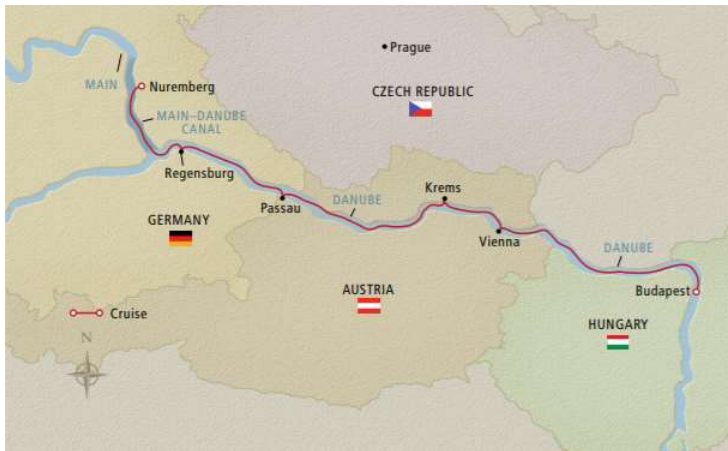 Prague
MAIN
Nuremberg
CZECH REPUBLIC
MAIN–DANUBE
CANAL
Regensburg
Krems
Passau
DANUBE
GERMANY
Vienna
DANUBE
AUSTRIA
Budapest
Cruise
HUNGARY
N